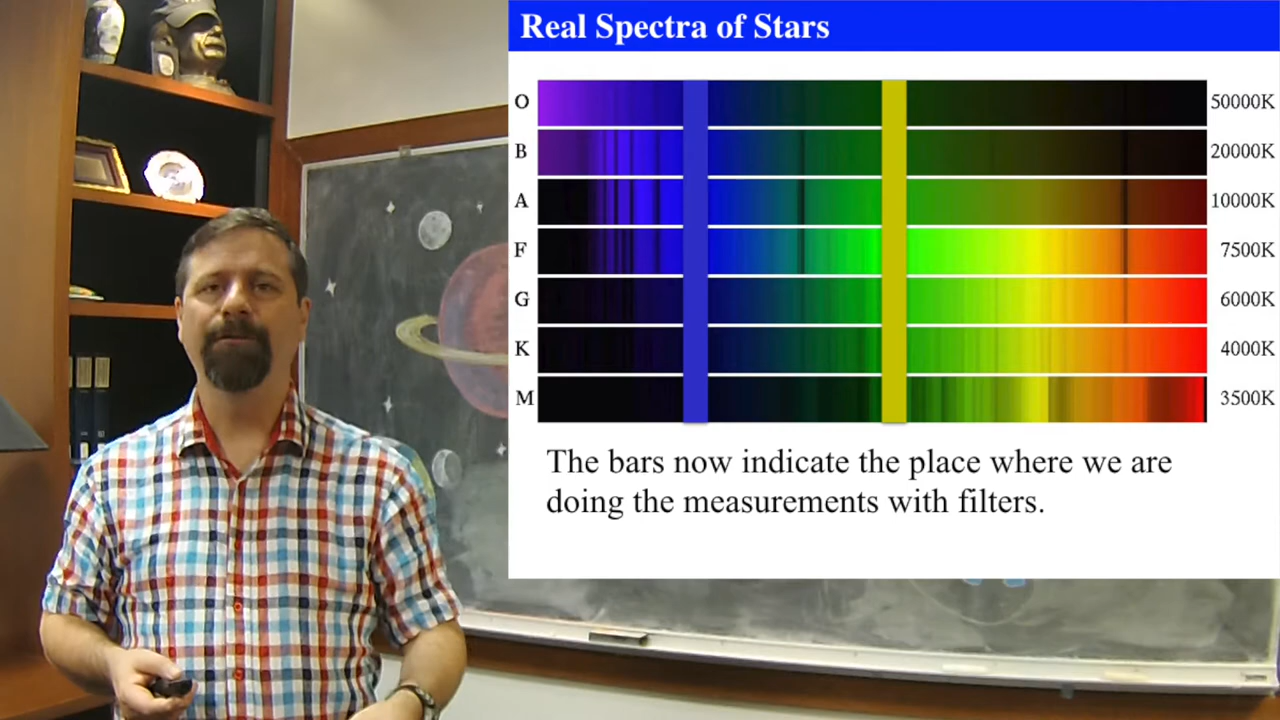 Real Spectra of Stars
O 50000K
B 20000K
A 10000K
F 7500K
G 6000K
K 4000K
M 3500K
The bars now indicate the place where we are
doing the measurements with filters.